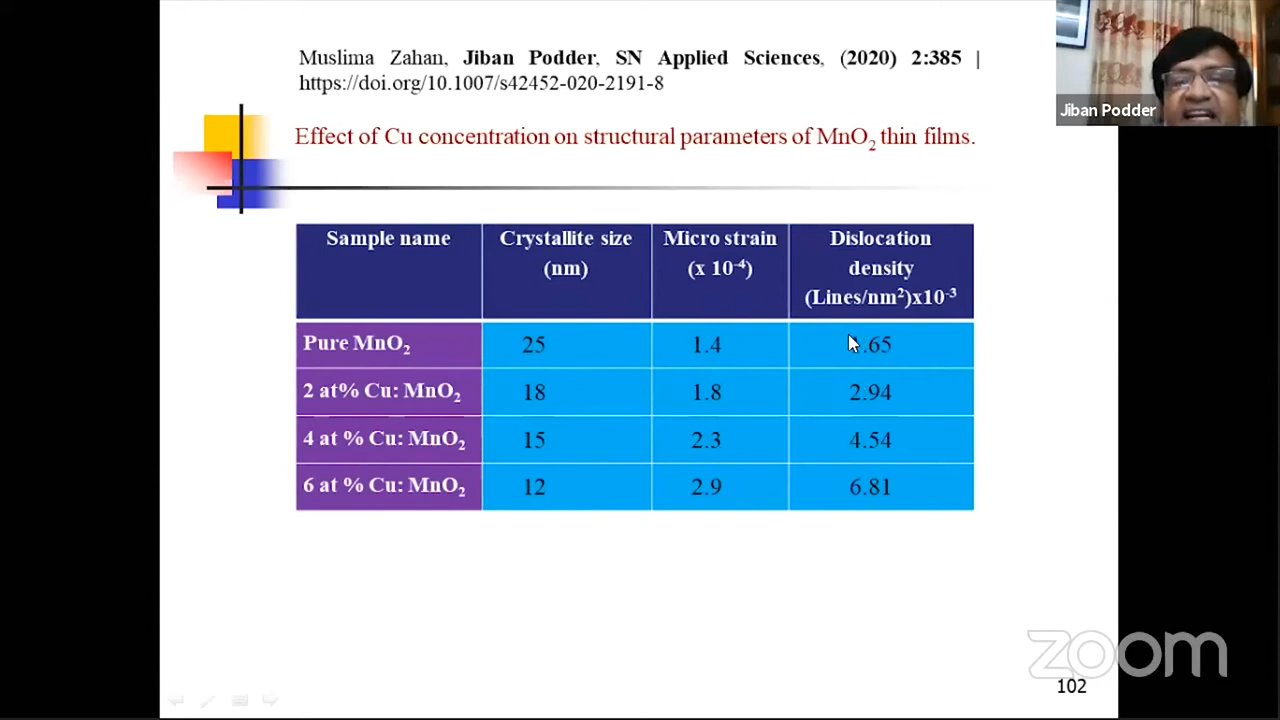 Muslima Zahan, Jiban Podder, SN Applied Sciences, (2020) 2:385 |
https://doi.org/10.1007/s42452-020-2191-8
Jiban Podder
Effect of Cu concentration on structural parameters of MnO₂ thin films.
Sample name Crystallite size (nm) Micro strain (x 10⁻⁴) Dislocation density (Lines/nm²)x10⁻³
Pure MnO₂ 25 1.4 .65
2 at% Cu: MnO₂ 18 1.8 2.94
4 at % Cu: MnO₂ 15 2.3 4.54
6 at % Cu: MnO₂ 12 2.9 6.81
zoom
102